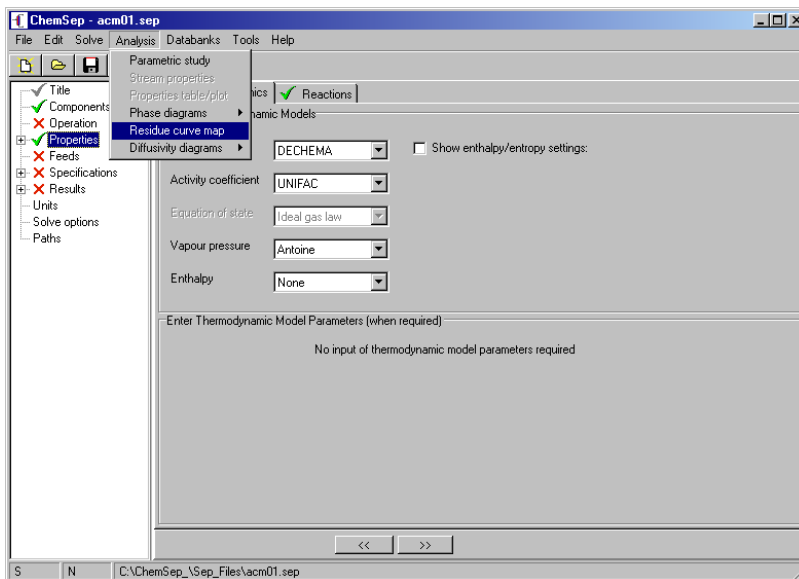 ChemSep - acm01.sep
File Edit Solve Analysis Databanks Tools Help
Parametric study
Stream properties
Properties table/plot
Phase diagrams
Residue curve map
Diffusivity diagrams
Title
Components
Operation
Properties
Feeds
Specifications
Results
Units
Solve options
Paths
ics Reactions
namic Models
DECHEMA Show enthalpy/entropy settings:
Activity coefficient UNIFAC
Equation of state Ideal gas law
Vapour pressure Antoine
Enthalpy None
Enter Thermodynamic Model Parameters (when required)
No input of thermodynamic model parameters required
<< >>
S N C:\ChemSep_\Sep_Files\acm01.sep